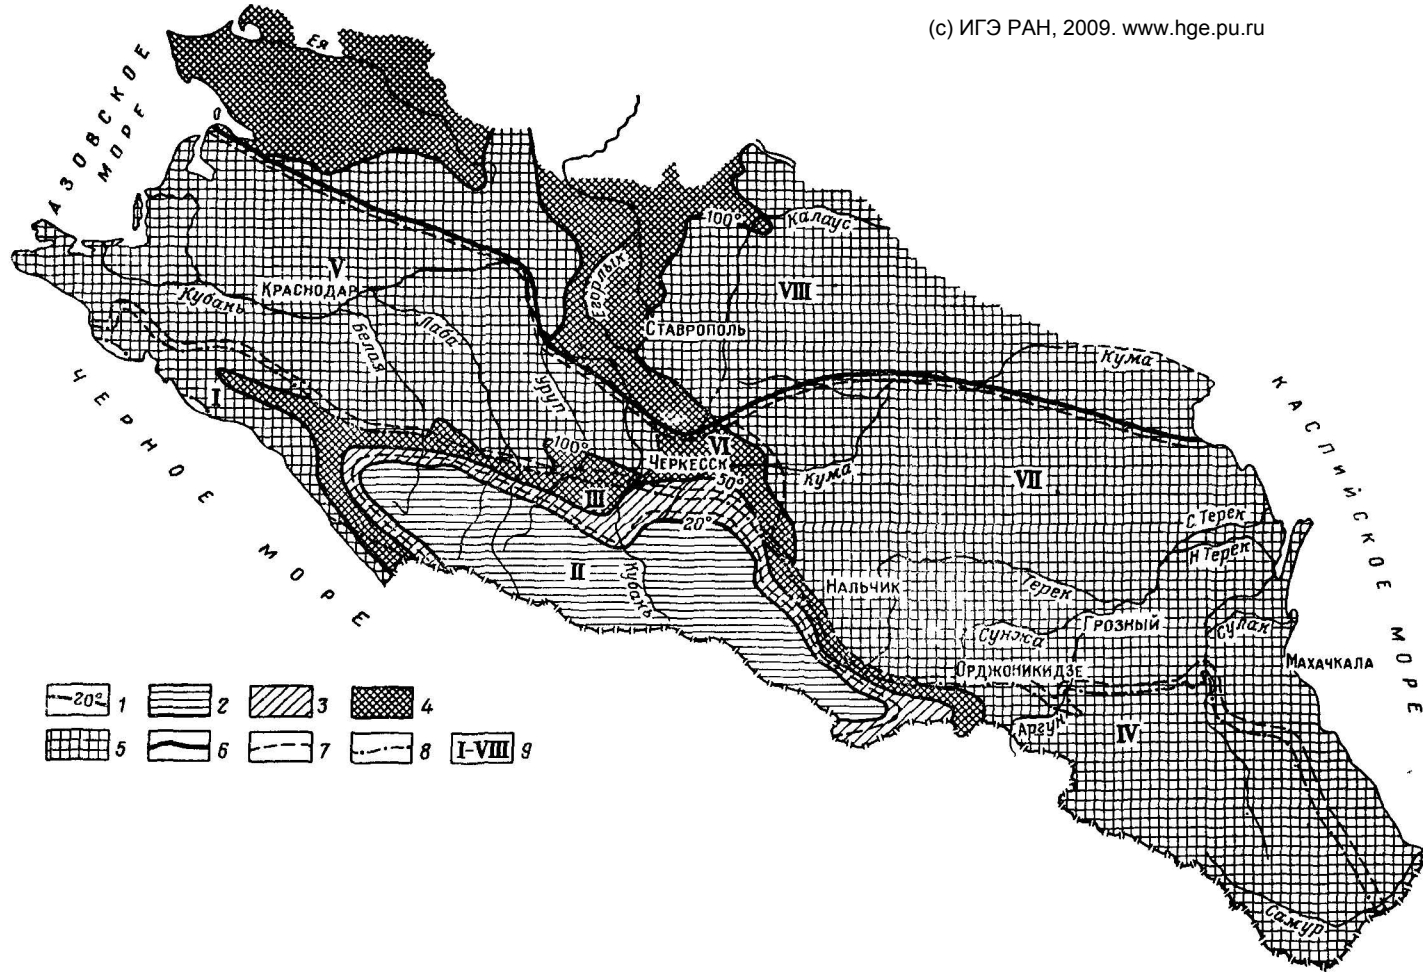 (c) ИГЭ РАН, 2009. www.hge.pu.ru
АЗОВСКОЕ
МОРЕ
Ея
100°
Калаус
Егорлык
V
КРАСНОДАР
VIII
Кубань
Лаба
Белая
СТАВРОПОЛЬ
Кума
Уруп
I
ЧЕРНОЕ
МОРЕ
КАСПИЙСКОЕ
МОРЕ
100°
VI
ЧЕРКЕССК
Кума
50°
VII
III
20°
С.Терек
Н.Терек
II
Кубань
НАЛЬЧИК
Терек
Сунжа
ГРОЗНЫЙ
Сулак
ОРДЖОНИКИДЗЕ
МАХАЧКАЛА
Аргун
IV
Самур
20° 1 2 3 4
5 6 7 8 I-VIII 9